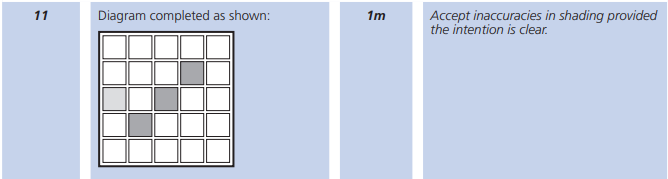 11
Diagram completed as shown:
1m
Accept inaccuracies in shading provided
the intention is clear.